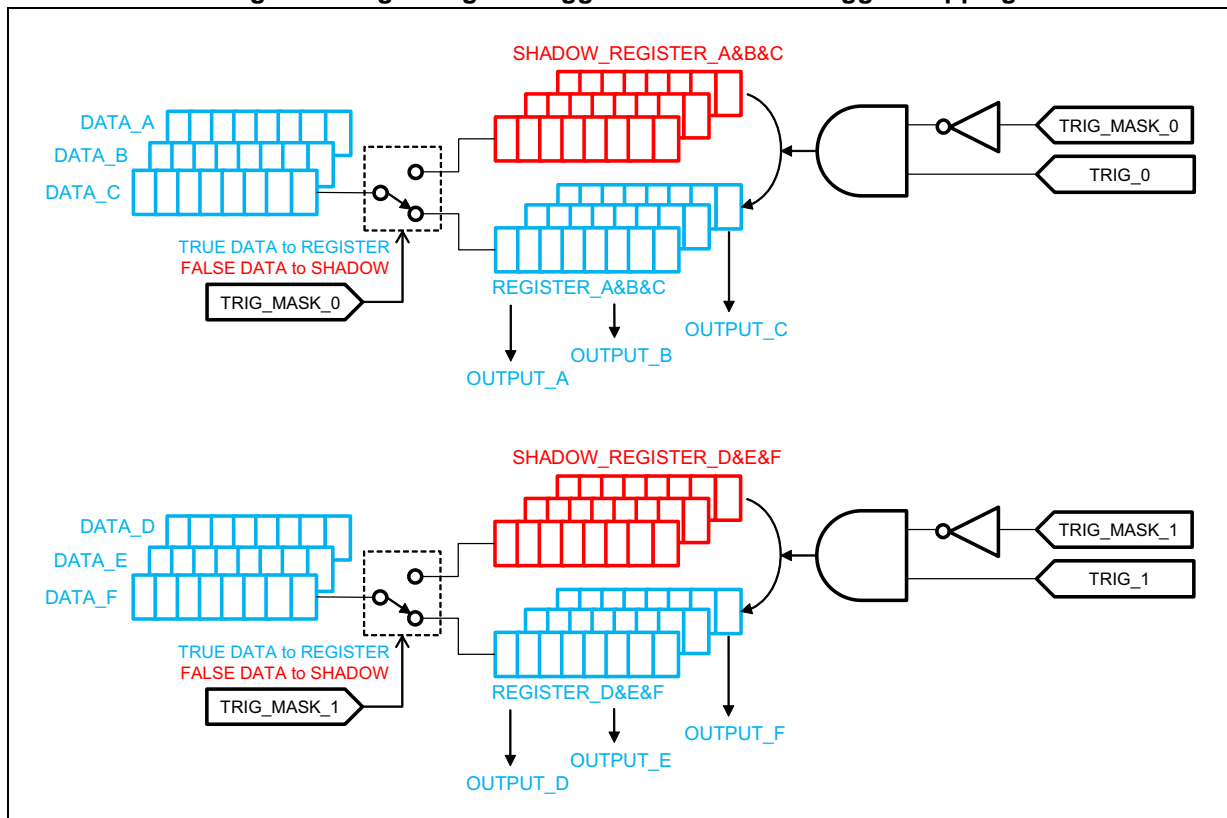 SHADOW_REGISTER_A&B&C
DATA_A
DATA_B
DATA_C
TRIG_MASK_0
TRIG_0
TRUE DATA to REGISTER
FALSE DATA to SHADOW
TRIG_MASK_0
REGISTER_A&B&C
OUTPUT_C
OUTPUT_B
OUTPUT_A
SHADOW_REGISTER_D&E&F
DATA_D
DATA_E
DATA_F
TRIG_MASK_1
TRIG_1
TRUE DATA to REGISTER
FALSE DATA to SHADOW
TRIG_MASK_1
REGISTER_D&E&F
OUTPUT_F
OUTPUT_E
OUTPUT_D